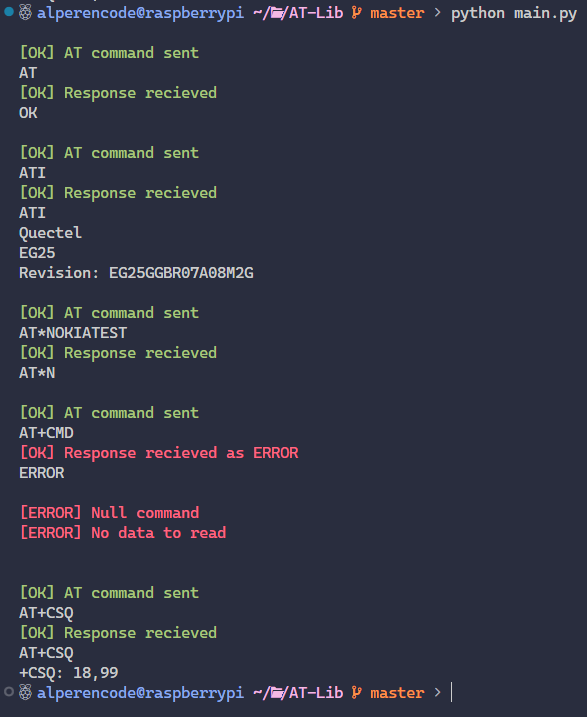 alperencode@raspberrypi ~/AT-Lib master > python main.py
[OK] AT command sent
AT
[OK] Response recieved
OK
[OK] AT command sent
ATI
[OK] Response recieved
ATI
Quectel
EG25
Revision: EG25GGBR07A08M2G
[OK] AT command sent
AT*NOKIATEST
[OK] Response recieved
AT*N
[OK] AT command sent
AT+CMD
[OK] Response recieved as ERROR
ERROR
[ERROR] Null command
[ERROR] No data to read
[OK] AT command sent
AT+CSQ
[OK] Response recieved
AT+CSQ
+CSQ: 18,99
alperencode@raspberrypi ~/AT-Lib master >